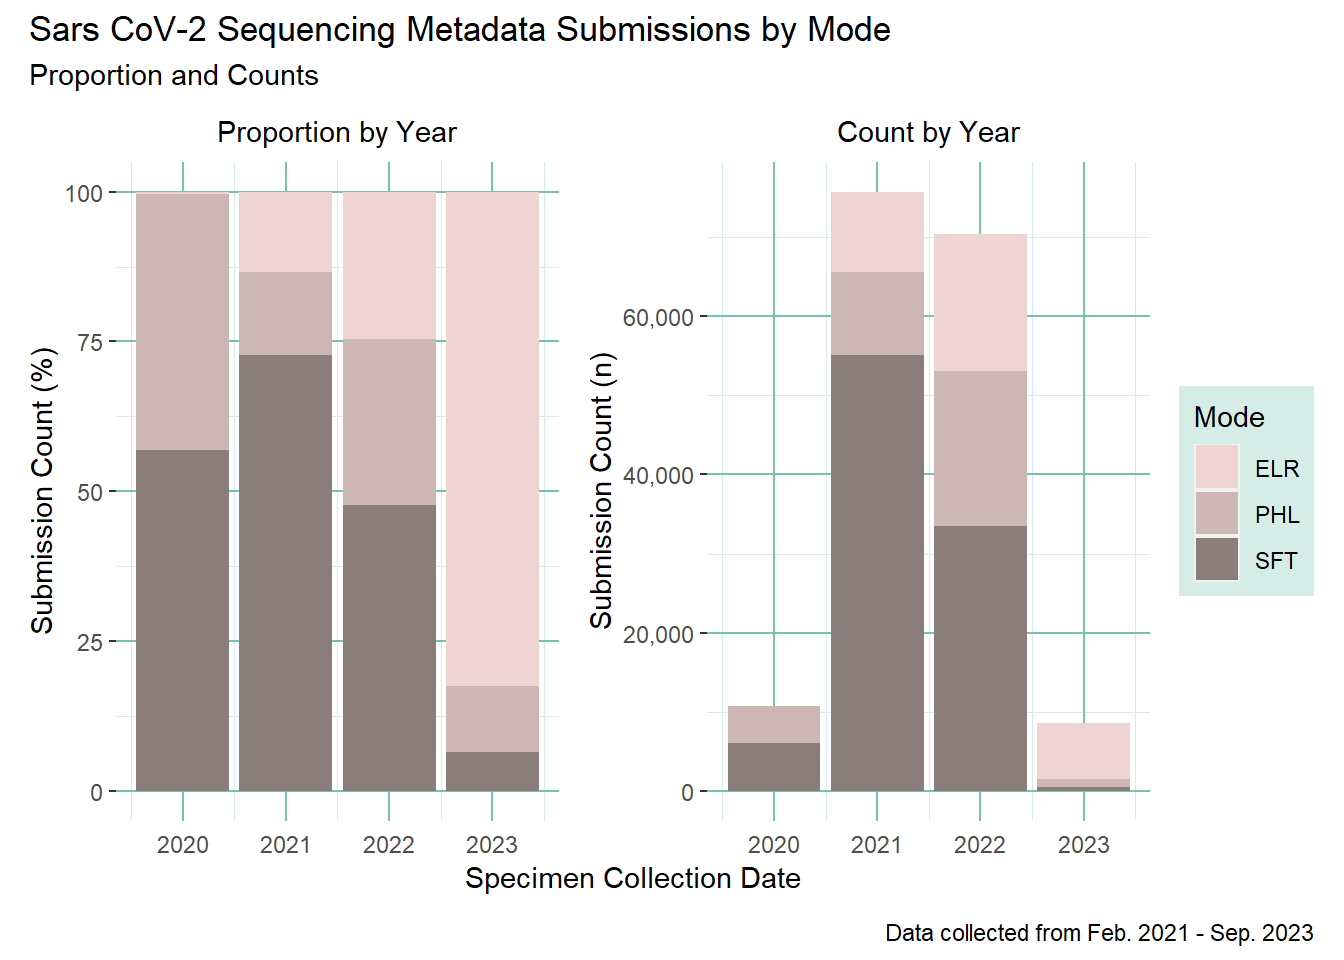 Sars CoV-2 Sequencing Metadata Submissions by Mode
Proportion and Counts
Proportion by Year
Submission Count (%)
100
75
50
25
0
2020 2021 2022 2023
Count by Year
Submission Count (n)
60,000
40,000
20,000
0
2020 2021 2022 2023
Specimen Collection Date
Mode
ELR
PHL
SFT
Data collected from Feb. 2021 - Sep. 2023